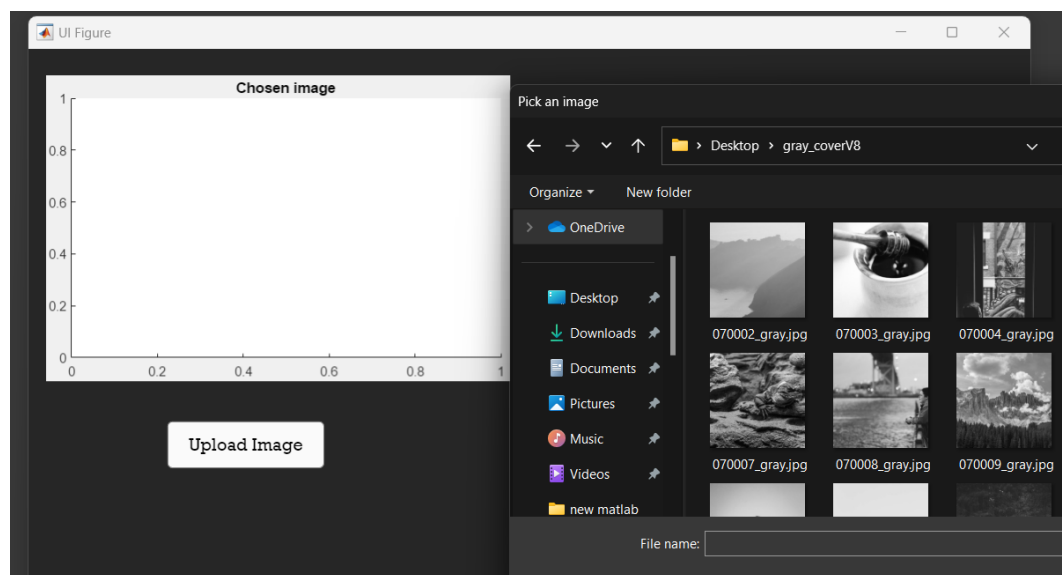 UI Figure
Chosen image
1
0.8
0.6
0.4
0.2
0
0 0.2 0.4 0.6 0.8 1
Upload Image
Pick an image
Desktop > gray_coverV8
Organize New folder
OneDrive
Desktop
Downloads
Documents
Pictures
Music
Videos
new matlab
070002_gray.jpg 070003_gray.jpg 070004_gray.jpg
070007_gray.jpg 070008_gray.jpg 070009_gray.jpg
File name: